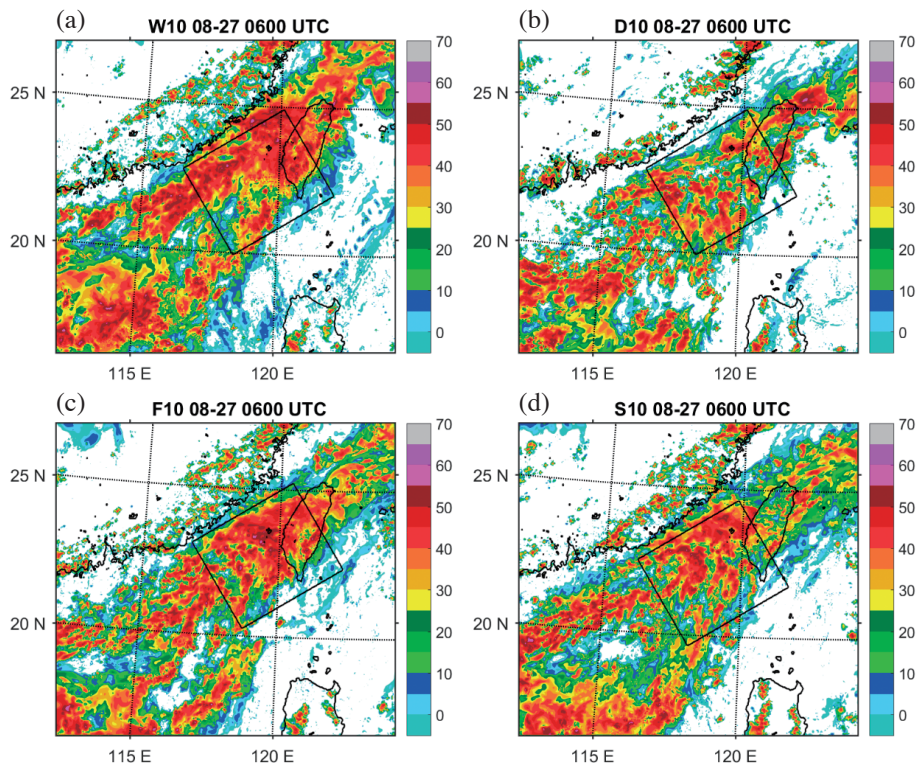 (a) W10 08-27 0600 UTC
25 N
20 N
115 E 120 E
70
60
50
40
30
20
10
0
(b) D10 08-27 0600 UTC
25 N
20 N
115 E 120 E
70
60
50
40
30
20
10
0
(c) F10 08-27 0600 UTC
25 N
20 N
115 E 120 E
70
60
50
40
30
20
10
0
(d) S10 08-27 0600 UTC
25 N
20 N
115 E 120 E
70
60
50
40
30
20
10
0